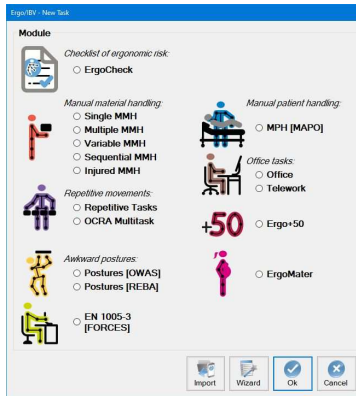 Ergo/IBV - New Task
Module
Checklist of ergonomic risk:
ErgoCheck
Manual material handling:
Single MMH
Multiple MMH
Variable MMH
Sequential MMH
Injured MMH
Repetitive movements:
Repetitive Tasks
OCRA Multitask
Awkward postures:
Postures [OWAS]
Postures [REBA]
EN 1005-3
[FORCES]
Manual patient handling:
MPH [MAPO]
Office tasks:
Office
Telework
+50
Ergo+50
ErgoMater
Import
Wizard
Ok
Cancel